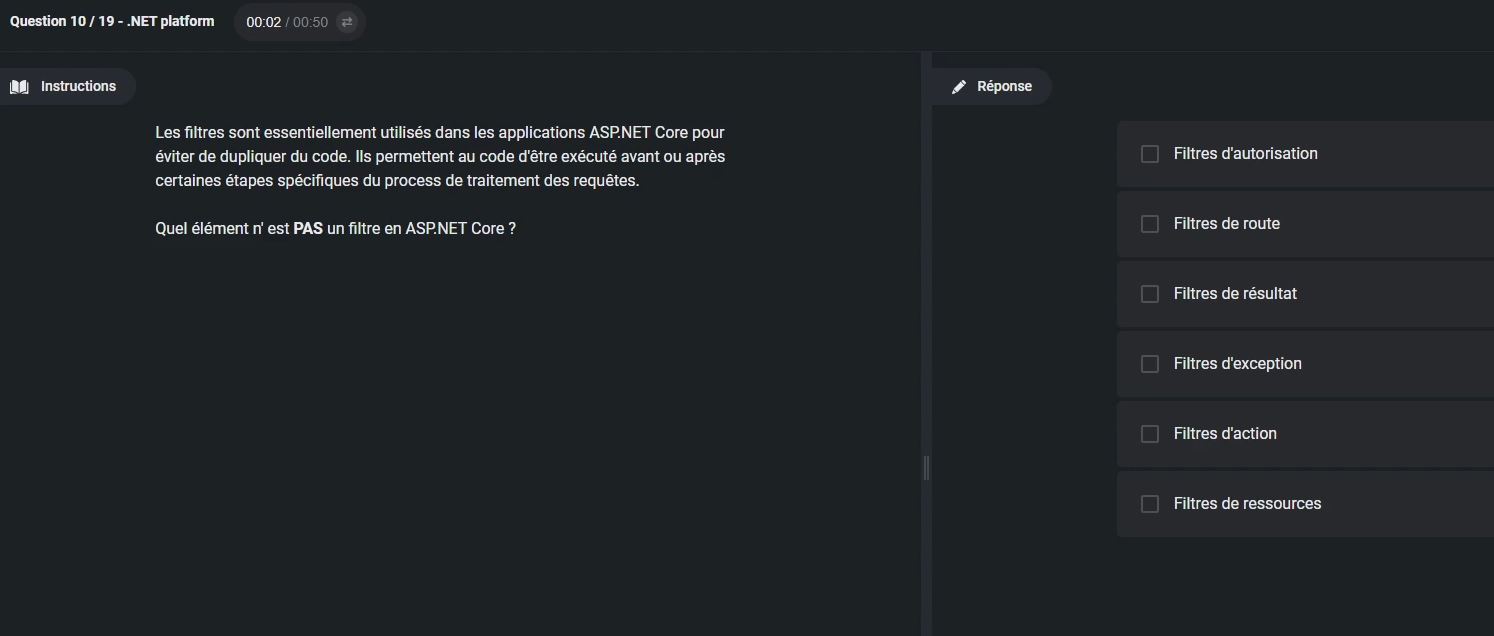 Question 10 / 19 - .NET platform
00:02 / 00:50
Instructions
Les filtres sont essentiellement utilisés dans les applications ASP.NET Core pour
éviter de dupliquer du code. Ils permettent au code d'être exécuté avant ou après
certaines étapes spécifiques du process de traitement des requêtes.
Quel élément n' est PAS un filtre en ASP.NET Core ?
Réponse
Filtres d'autorisation
Filtres de route
Filtres de résultat
Filtres d'exception
Filtres d'action
Filtres de ressources